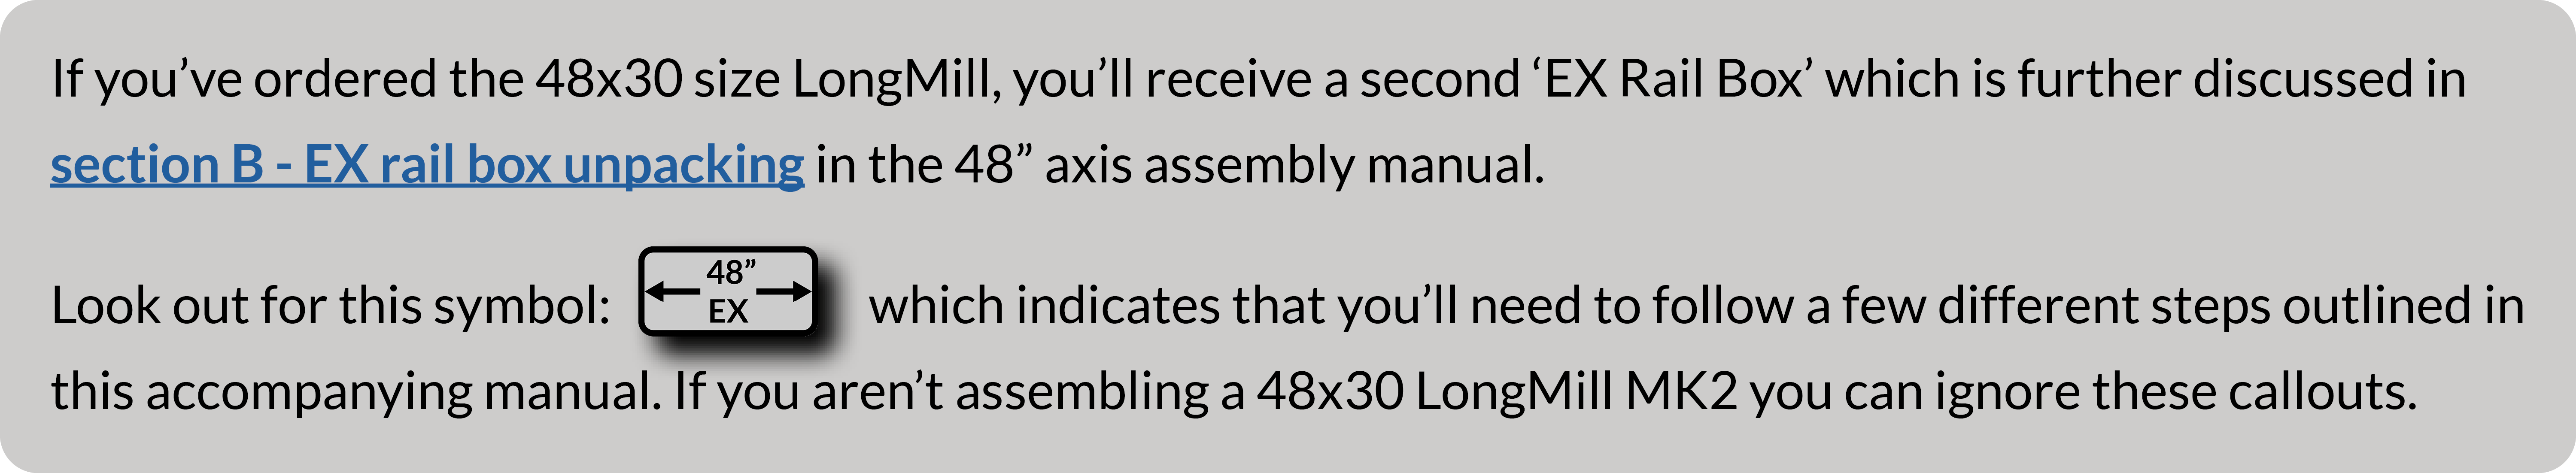 If you’ve ordered the 48x30 size LongMill, you’ll receive a second ‘EX Rail Box’ which is further discussed in
section B - EX rail box unpacking in the 48” axis assembly manual.
Look out for this symbol: 48” EX which indicates that you’ll need to follow a few different steps outlined in
this accompanying manual. If you aren’t assembling a 48x30 LongMill MK2 you can ignore these callouts.